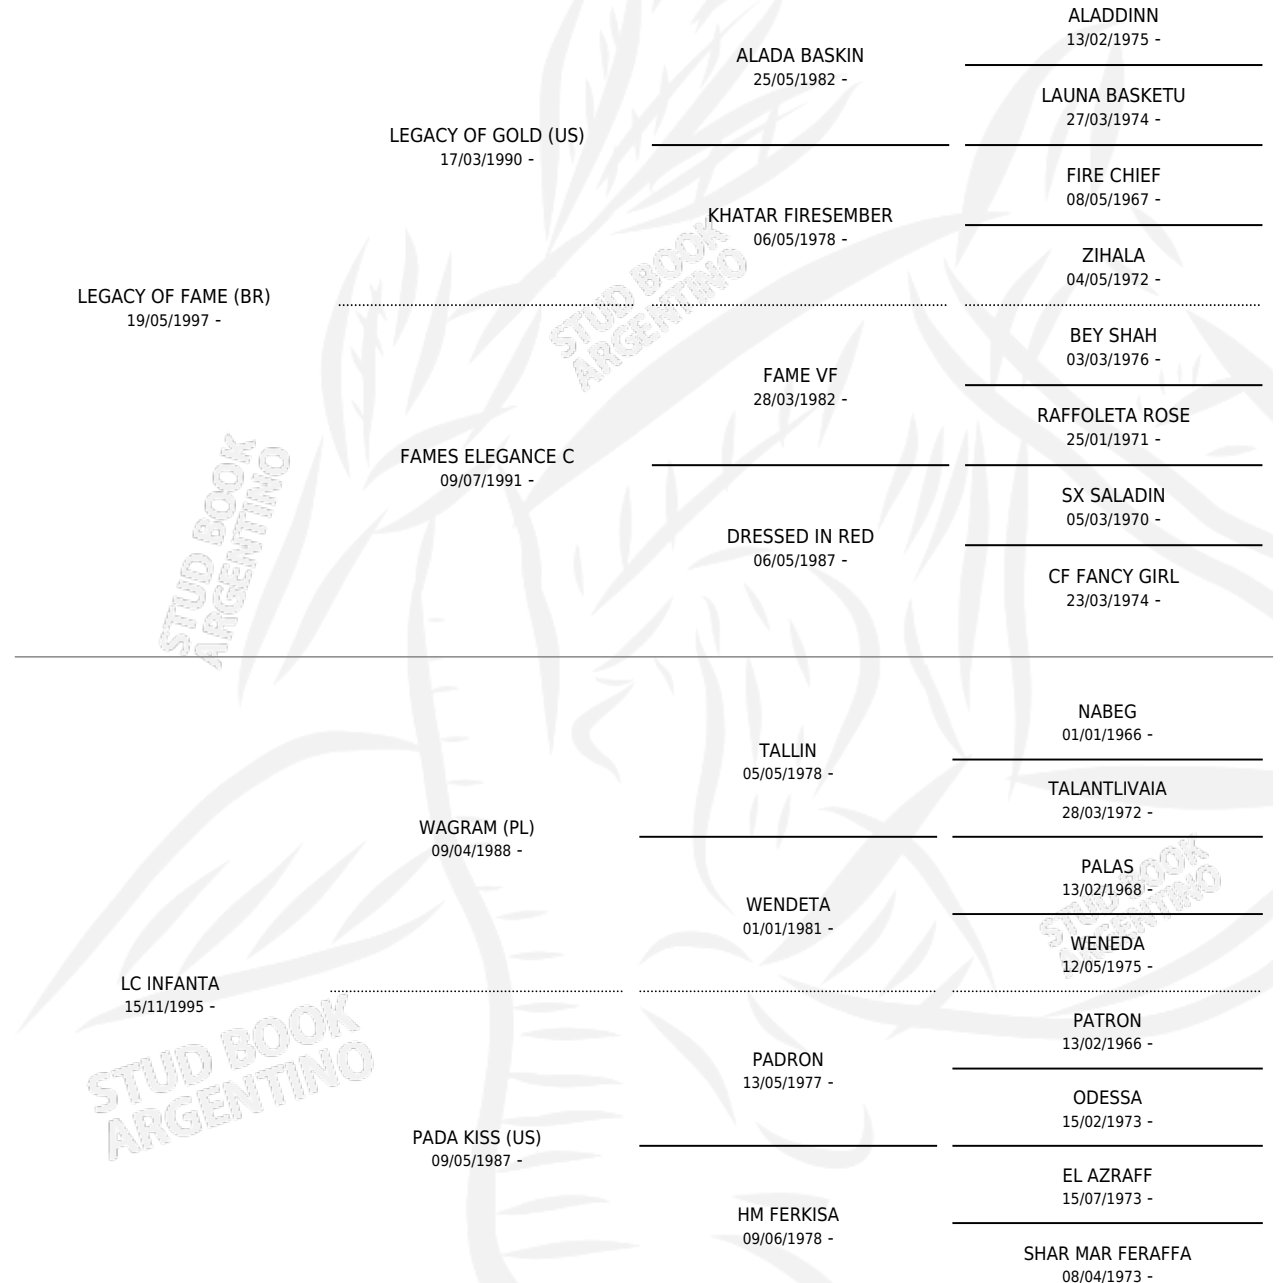 ALADDINN
13/02/1975 -
ALADA BASKIN
25/05/1982 -
LAUNA BASKETU
27/03/1974 -
LEGACY OF GOLD (US)
17/03/1990 -
FIRE CHIEF
08/05/1967 -
KHATAR FIRESEMBER
06/05/1978 -
ZIHALA
04/05/1972 -
LEGACY OF FAME (BR)
19/05/1997 -
BEY SHAH
03/03/1976 -
FAME VF
28/03/1982 -
RAFFOLETA ROSE
25/01/1971 -
FAMES ELEGANCE C
09/07/1991 -
SX SALADIN
05/03/1970 -
DRESSED IN RED
06/05/1987 -
CF FANCY GIRL
23/03/1974 -
NABEG
01/01/1966 -
TALLIN
05/05/1978 -
TALANTLIVAIA
28/03/1972 -
WAGRAM (PL)
09/04/1988 -
PALAS
13/02/1968 -
WENDETA
01/01/1981 -
WENEDA
12/05/1975 -
LC INFANTA
15/11/1995 -
PATRON
13/02/1966 -
PADRON
13/05/1977 -
ODESSA
15/02/1973 -
PADA KISS (US)
09/05/1987 -
EL AZRAFF
15/07/1973 -
HM FERKISA
09/06/1978 -
SHAR MAR FERAFFA
08/04/1973 -
STUD BOOK
ARGENTINO
STUD BOOK
ARGENTINO
STUD BOOK
ARGENTINO
STUD BOOK
ARGENTINO